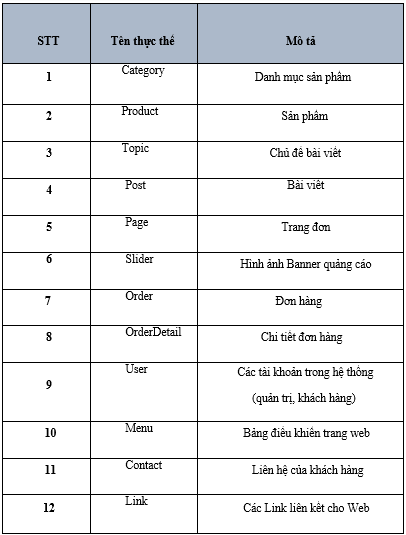 STT Tên thực thể Mô tả
1 Category Danh mục sản phẩm
2 Product Sản phẩm
3 Topic Chủ đề bài viết
4 Post Bài viết
5 Page Trang đơn
6 Slider Hình ảnh Banner quảng cáo
7 Order Đơn hàng
8 OrderDetail Chi tiết đơn hàng
9 User Các tài khoản trong hệ thống
(quản trị, khách hàng)
10 Menu Bảng điều khiển trang web
11 Contact Liên hệ của khách hàng
12 Link Các Link liên kết cho Web